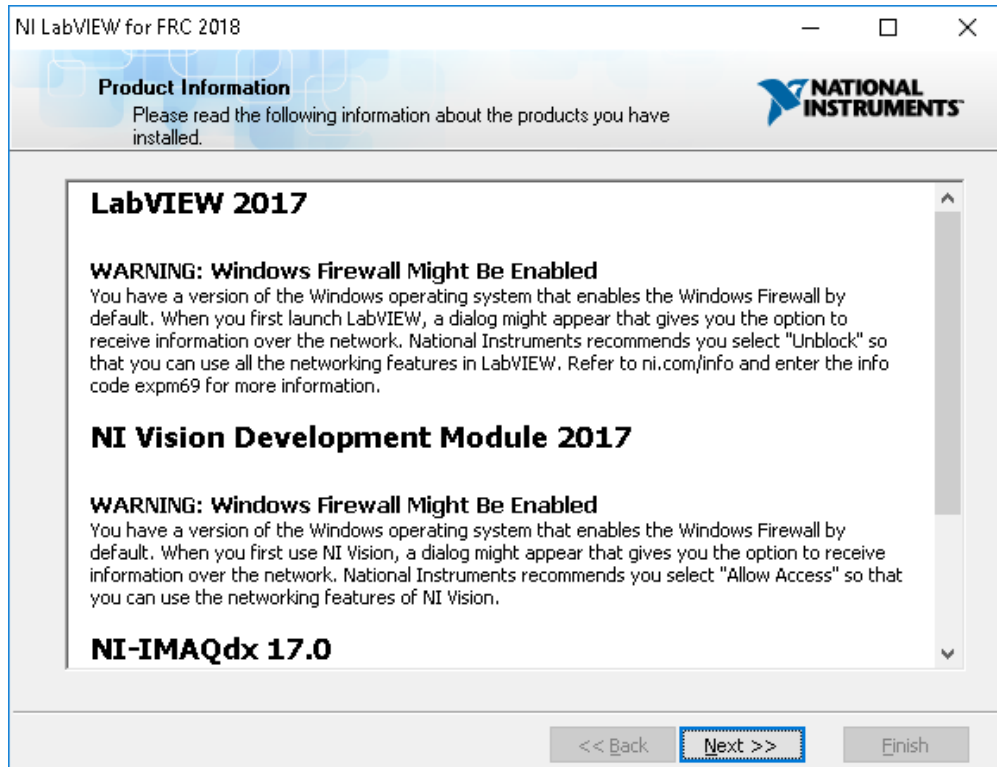 NI LabVIEW for FRC 2018
Product Information
Please read the following information about the products you have
installed.
NATIONAL
INSTRUMENTS™
LabVIEW 2017
WARNING: Windows Firewall Might Be Enabled
You have a version of the Windows operating system that enables the Windows Firewall by
default. When you first launch LabVIEW, a dialog might appear that gives you the option to
receive information over the network. National Instruments recommends you select "Unblock" so
that you can use all the networking features in LabVIEW. Refer to ni.com/info and enter the info
code expm69 for more information.
NI Vision Development Module 2017
WARNING: Windows Firewall Might Be Enabled
You have a version of the Windows operating system that enables the Windows Firewall by
default. When you first use NI Vision, a dialog might appear that gives you the option to receive
information over the network. National Instruments recommends you select "Allow Access" so that
you can use the networking features of NI Vision.
NI-IMAQdx 17.0
<< Back
Next >>
Finish